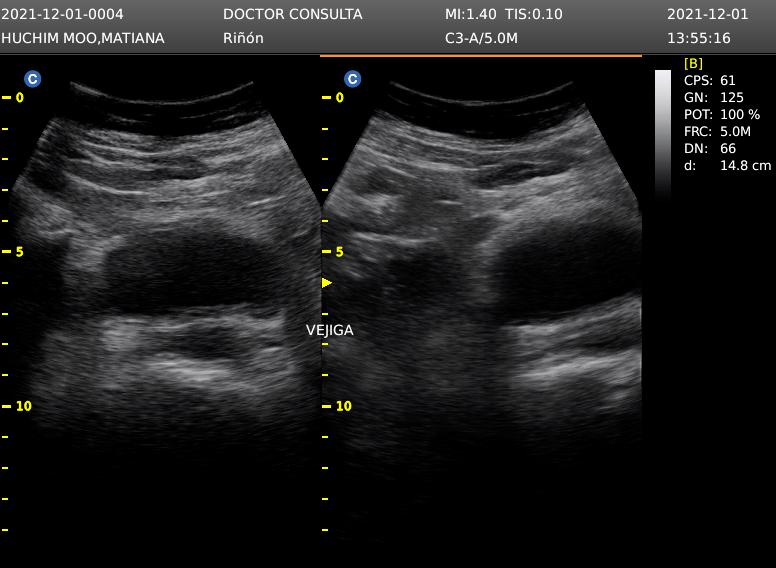 2021-12-01-0004 DOCTOR CONSULTA MI:1.40 TIS:0.10 2021-12-01
HUCHIM MOO,MATIANA Riñón C3-A/5.0M 13:55:16
[B]
CPS: 61
GN: 125
POT: 100 %
FRC: 5.0M
DN: 66
d: 14.8 cm
C C
0 0
5 5
VEJIGA
10 10